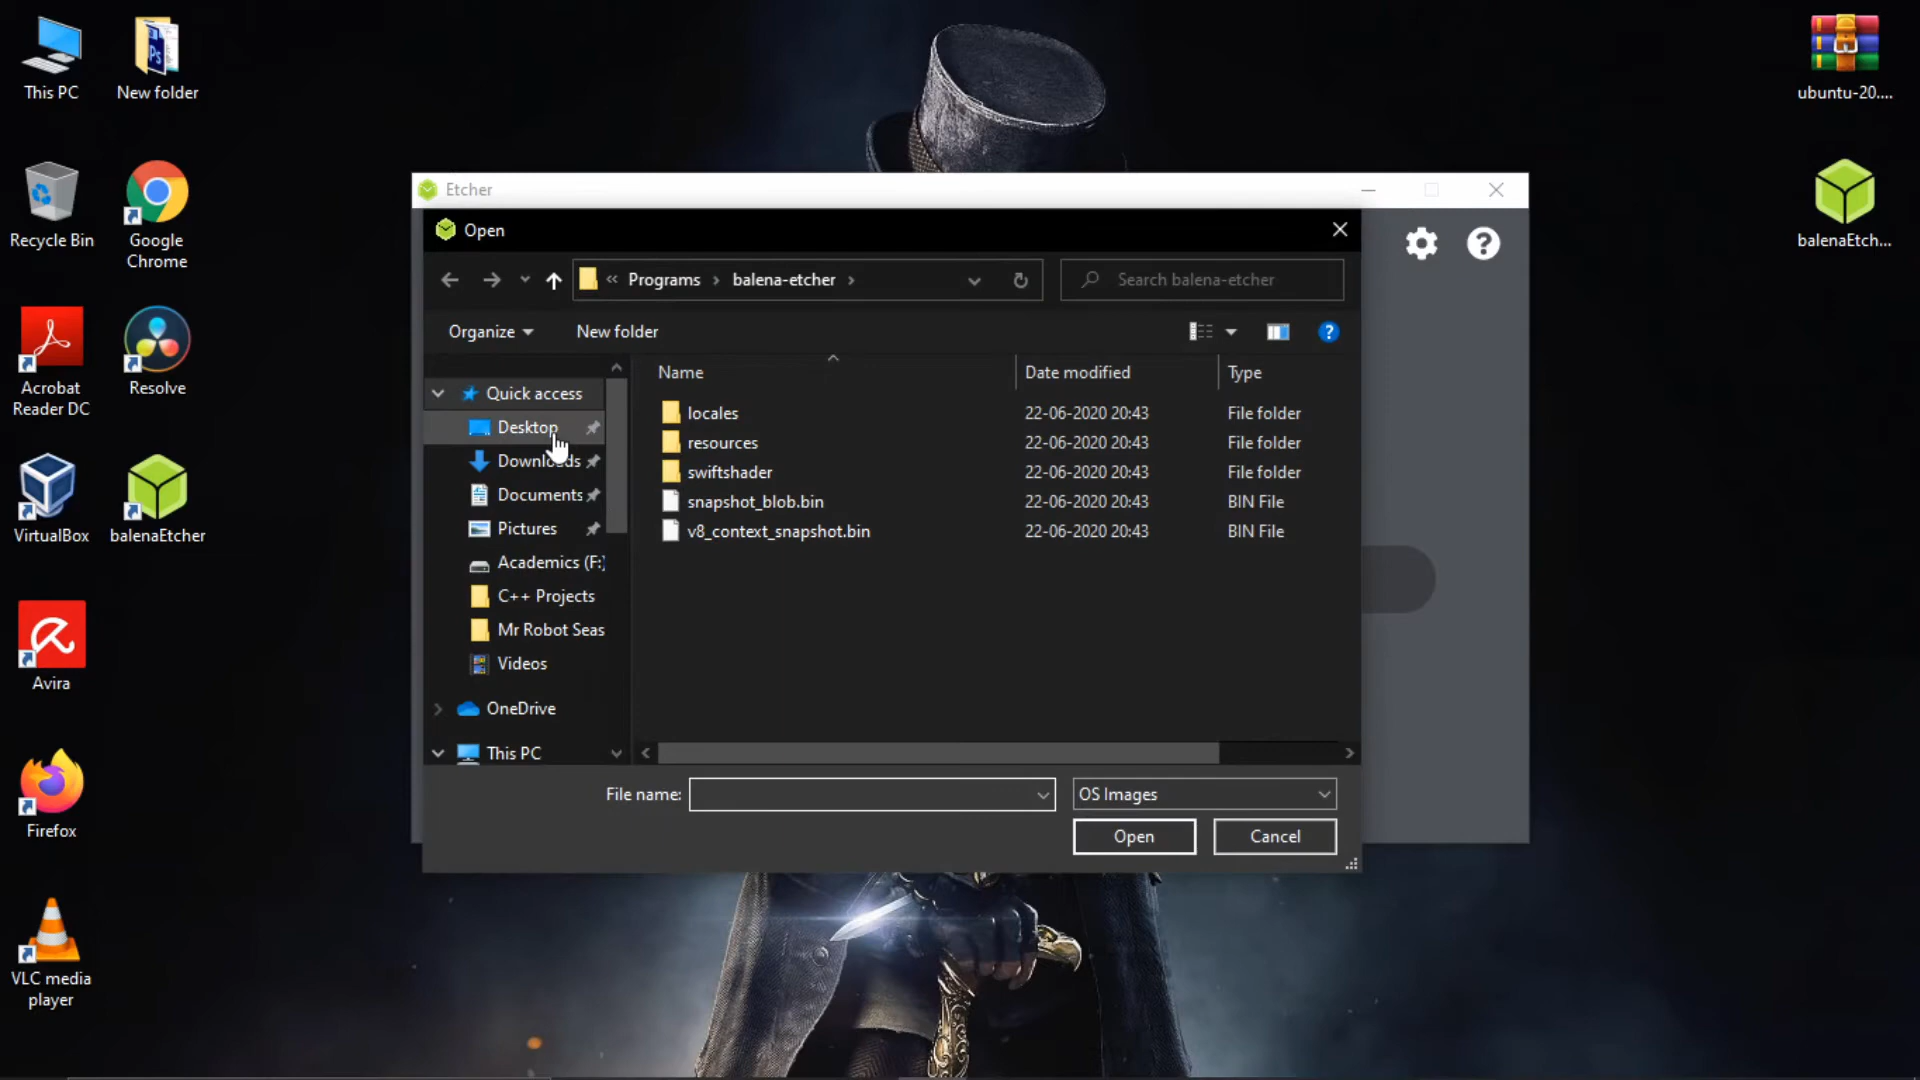 This PC
New folder
Recycle Bin
Google
Chrome
Acrobat
Reader DC
Resolve
VirtualBox
balenaEtcher
Avira
Firefox
VLC media
player
ubuntu-20....
balenaEtch...
Etcher
Open
« Programs > balena-etcher >
Search balena-etcher
Organize
New folder
Name
Date modified
Type
Quick access
Desktop
Downloads
Documents
Pictures
Academics (F:)
C++ Projects
Mr Robot Seas
Videos
OneDrive
This PC
locales 22-06-2020 20:43 File folder
resources 22-06-2020 20:43 File folder
swiftshader 22-06-2020 20:43 File folder
snapshot_blob.bin 22-06-2020 20:43 BIN File
v8_context_snapshot.bin 22-06-2020 20:43 BIN File
File name:
OS Images
Open
Cancel
Ps